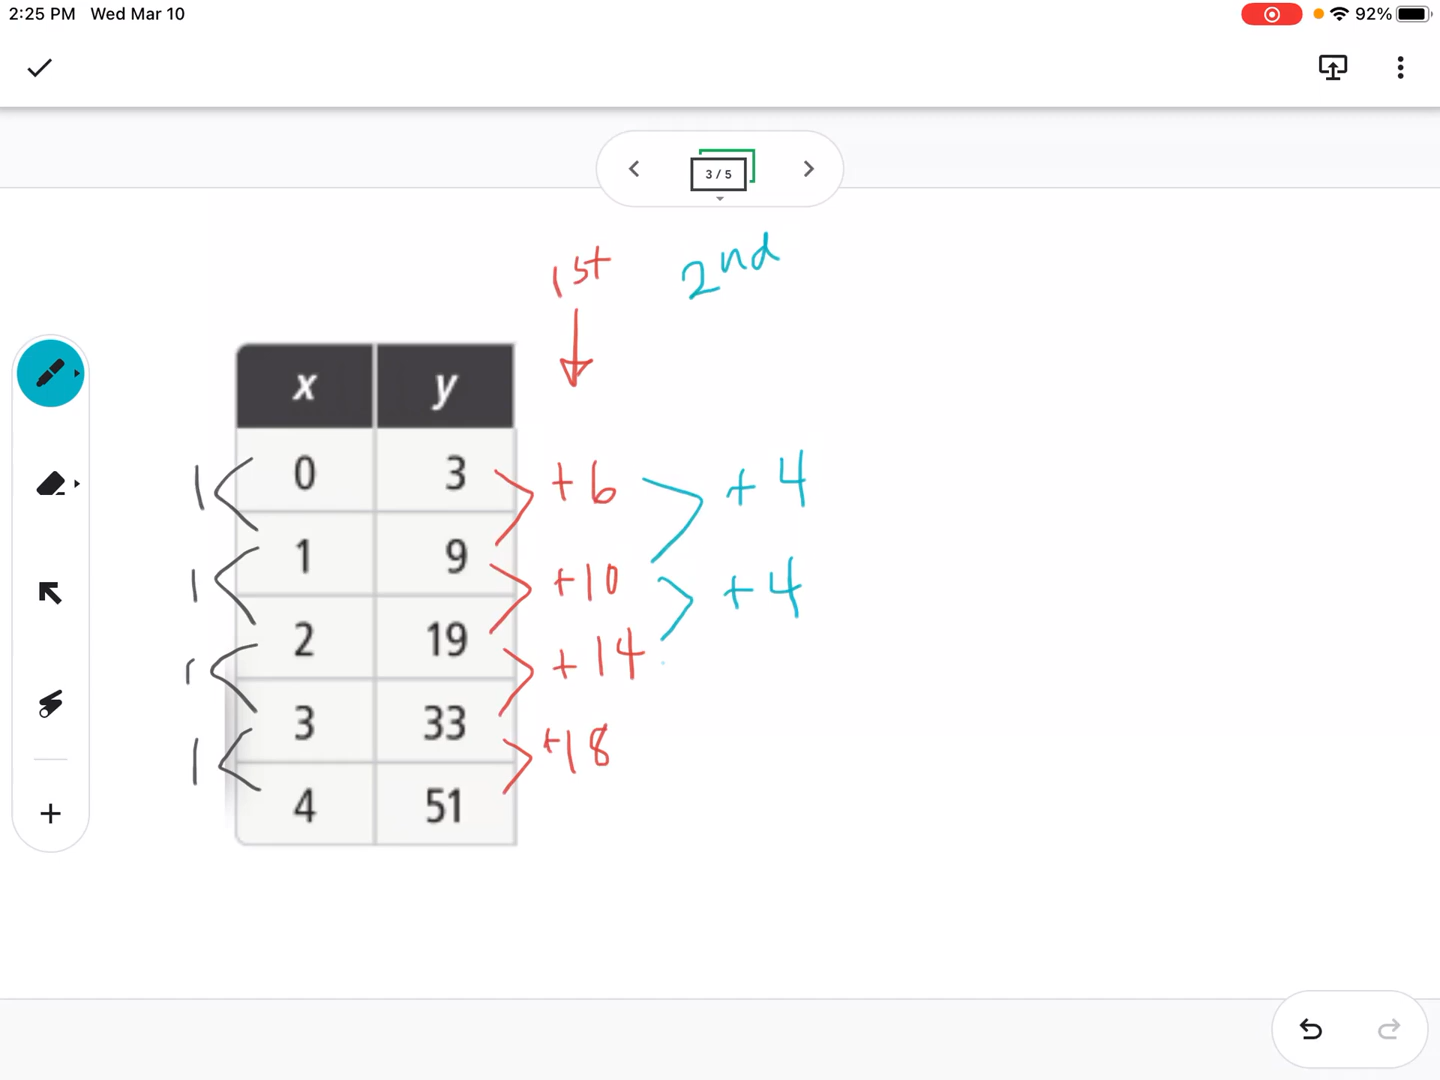 2:25 PM Wed Mar 10 92%
3 / 5
1st 2nd
x y
1 0 3 +6 +4
1 1 9 +10 +4
1 2 19 +14
1 3 33 +18
4 51